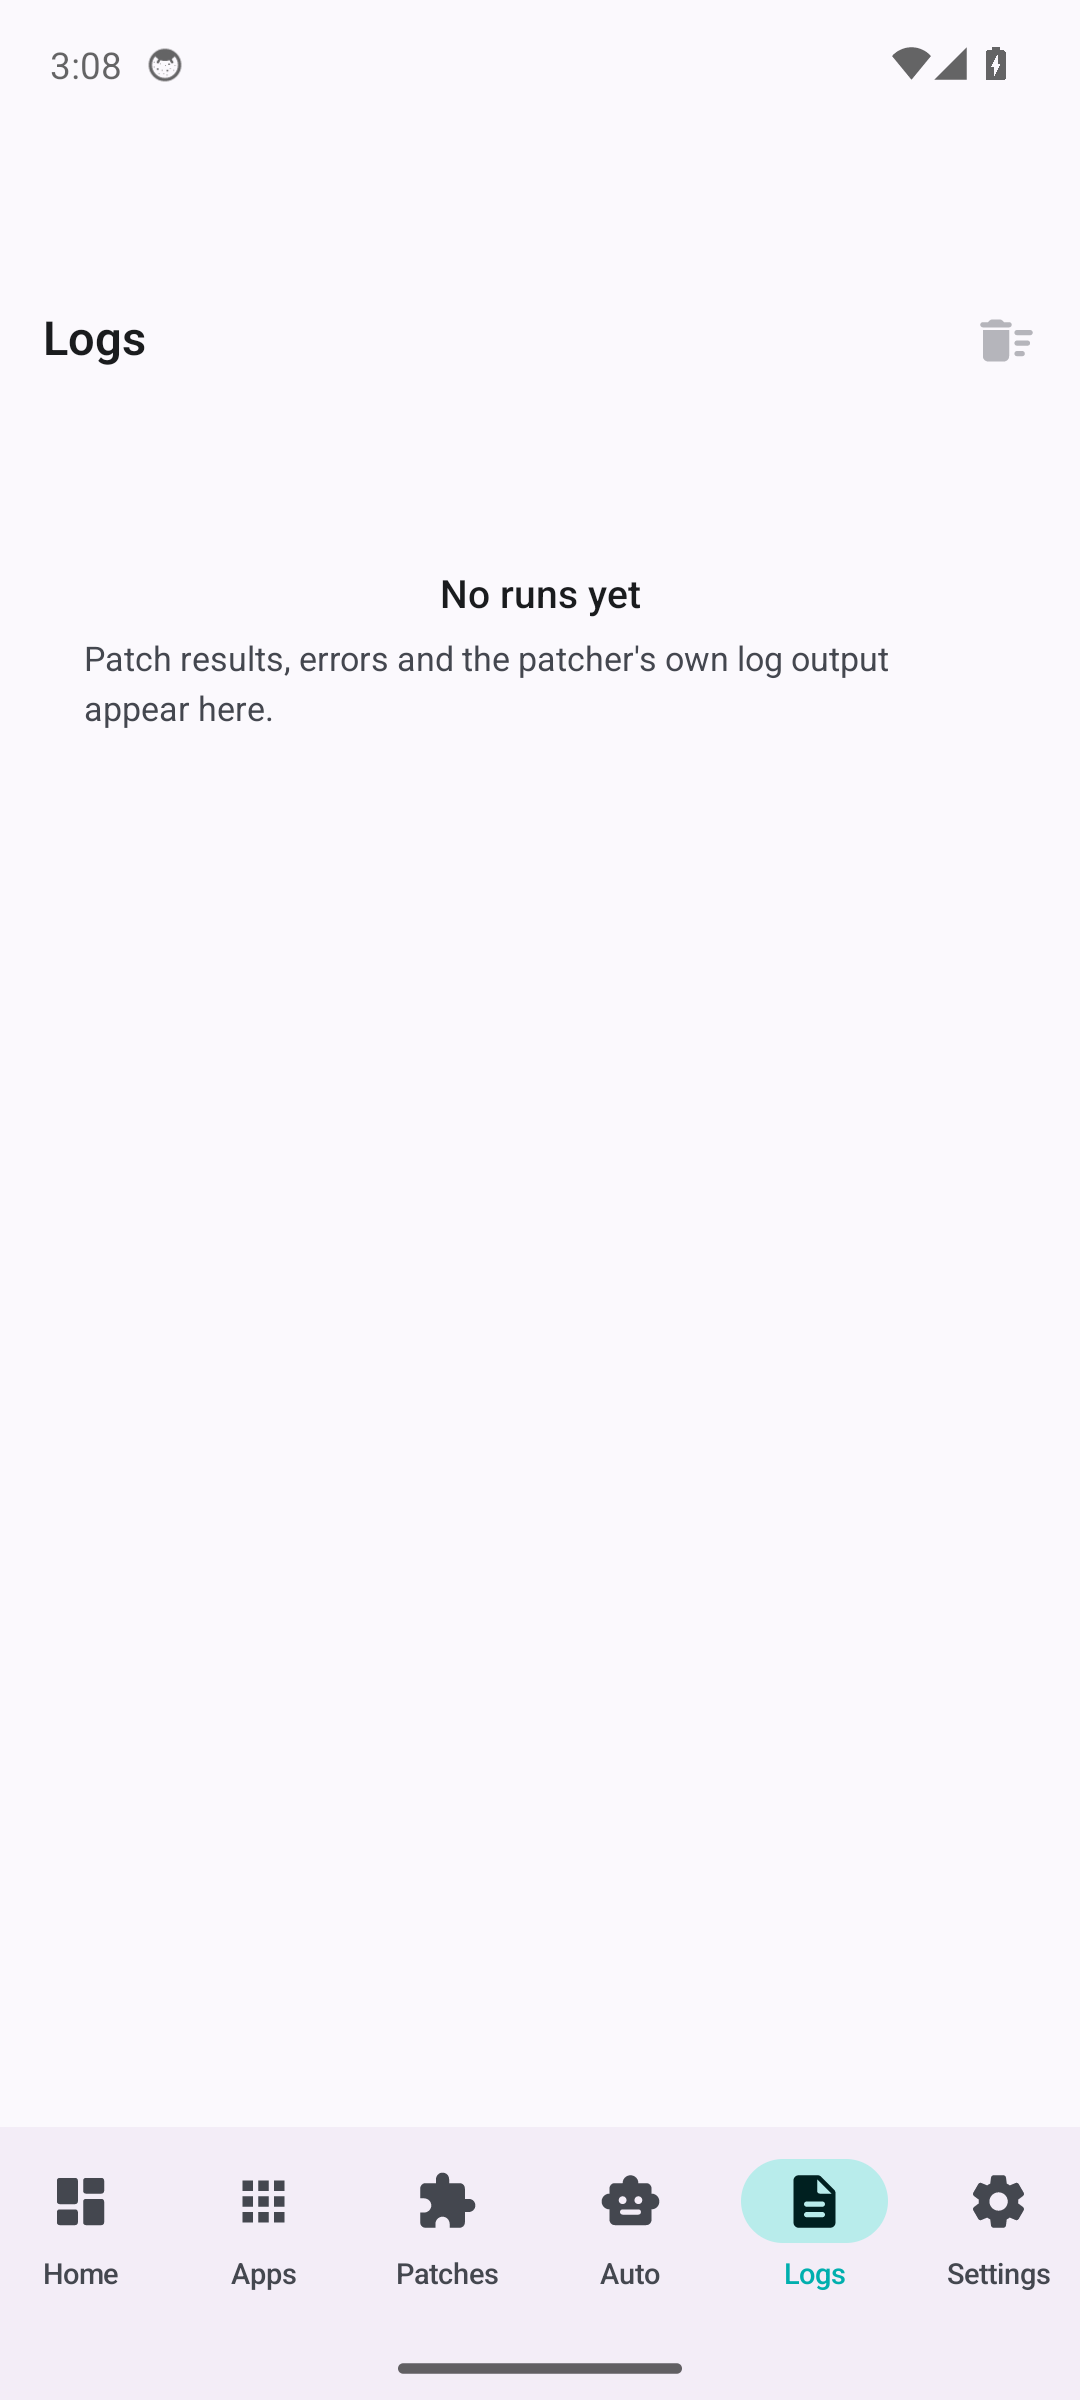 3:08
Logs
No runs yet
Patch results, errors and the patcher's own log output
appear here.
Home
Apps
Patches
Auto
Logs
Settings